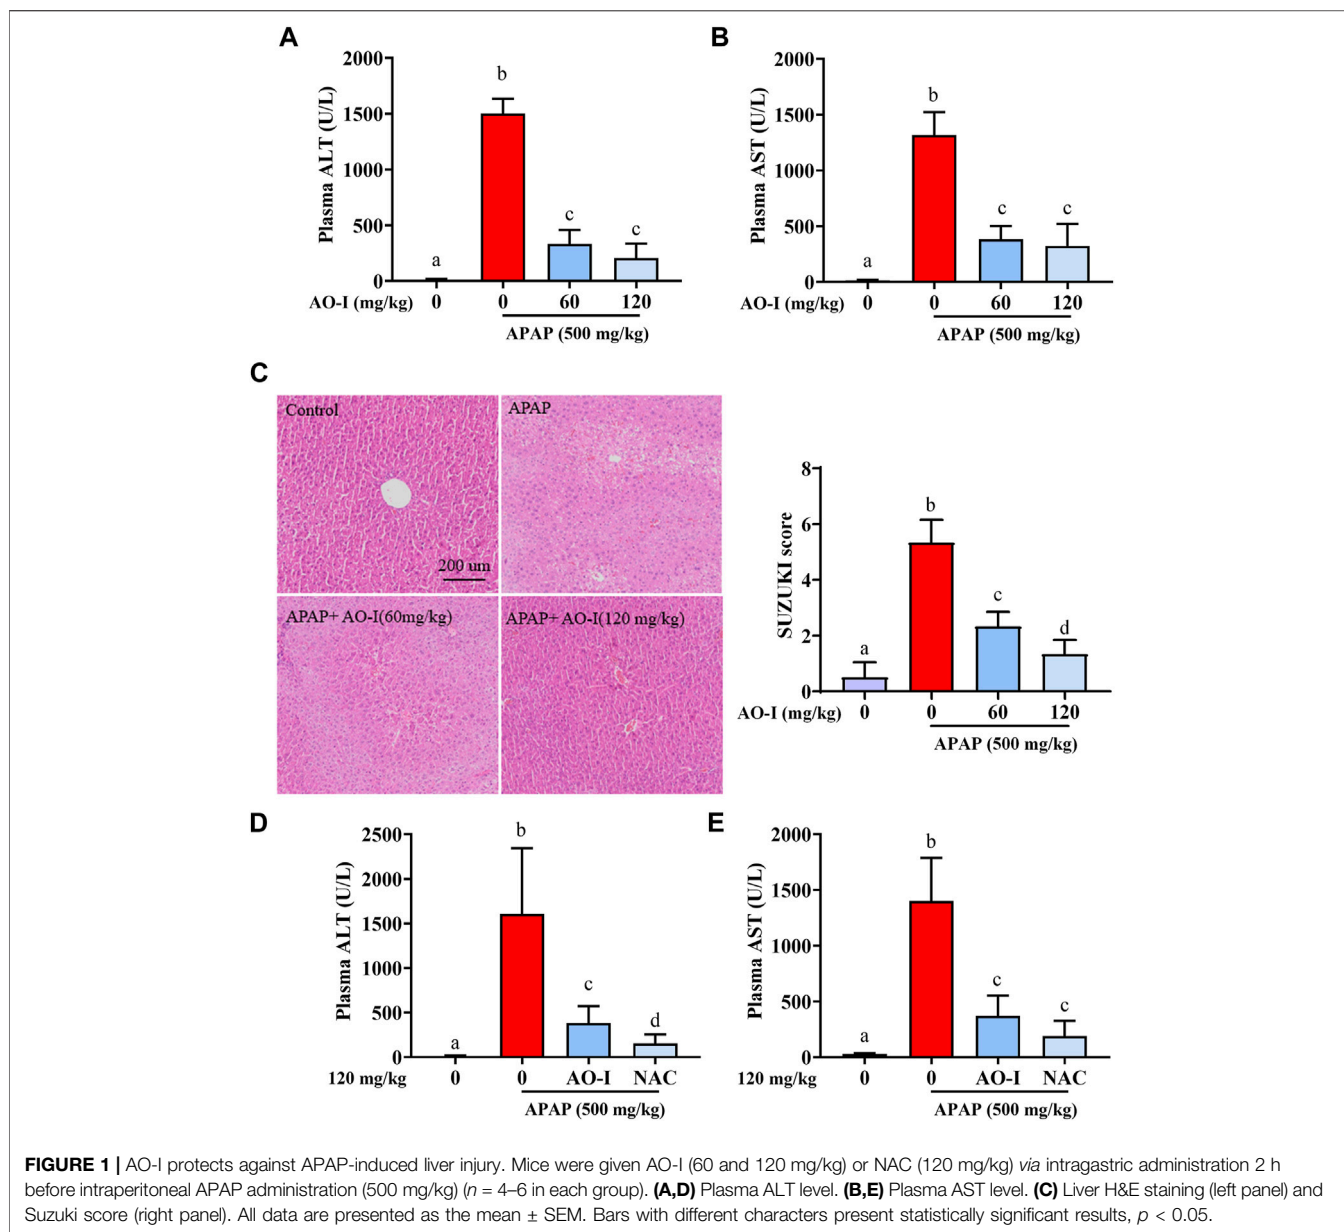 A
2000
1500
1000
500
0
Plasma ALT (U/L)
a
b
c
c
AO-I (mg/kg) 0 0 60 120
APAP (500 mg/kg)
B
2000
1500
1000
500
0
Plasma AST (U/L)
a
b
c
c
AO-I (mg/kg) 0 0 60 120
APAP (500 mg/kg)
C
Control
200 um
APAP
APAP+ AO-I(60mg/kg)
APAP+ AO-I(120 mg/kg)
8
6
4
2
0
SUZUKI score
a
b
c
d
AO-I (mg/kg) 0 0 60 120
APAP (500 mg/kg)
D
2500
2000
1500
1000
500
0
Plasma ALT (U/L)
a
b
c
d
120 mg/kg 0 0 AO-I NAC
APAP (500 mg/kg)
E
2000
1500
1000
500
0
Plasma AST (U/L)
a
b
c
c
120 mg/kg 0 0 AO-I NAC
APAP (500 mg/kg)
FIGURE 1 | AO-I protects against APAP-induced liver injury. Mice were given AO-I (60 and 120 mg/kg) or NAC (120 mg/kg) via intragastric administration 2 h
before intraperitoneal APAP administration (500 mg/kg) (n = 4–6 in each group). (A,D) Plasma ALT level. (B,E) Plasma AST level. (C) Liver H&E staining (left panel) and
Suzuki score (right panel). All data are presented as the mean ± SEM. Bars with different characters present statistically significant results, p < 0.05.